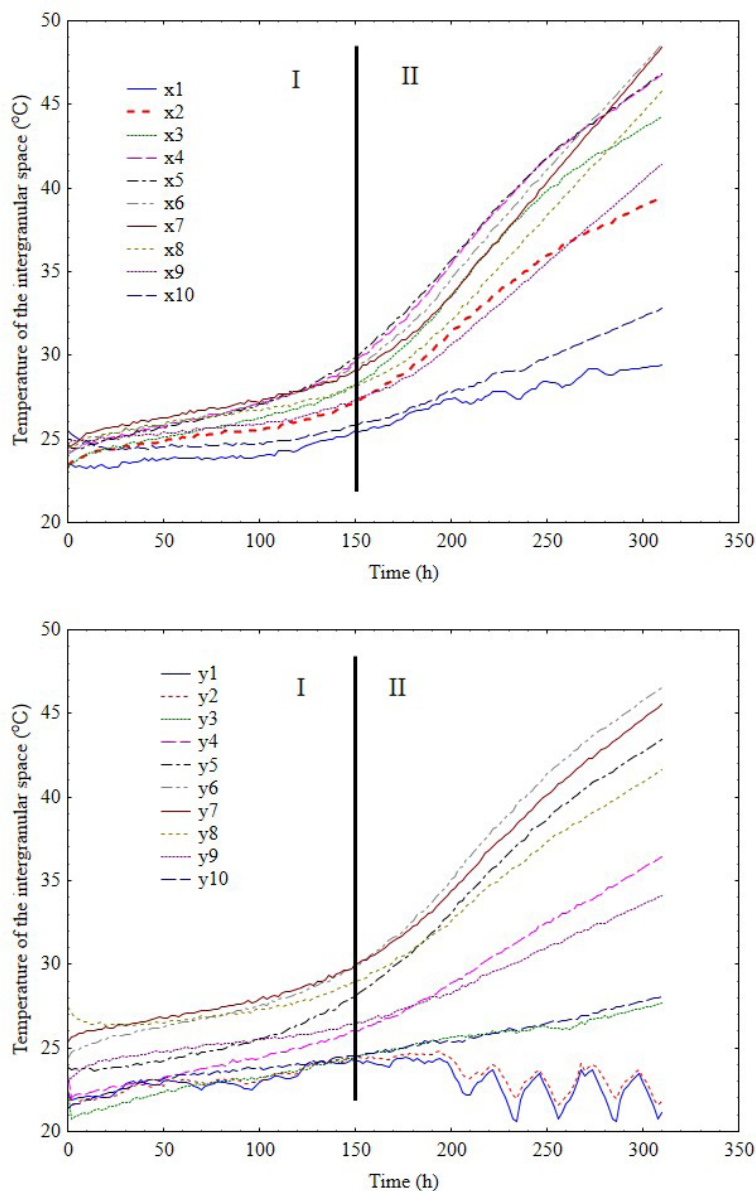 50
45
40
35
30
25
20
Temperature of the intergranular space (°C)
I
II
x1
x2
x3
x4
x5
x6
x7
x8
x9
x10
0
50
100
150
200
250
300
350
Time (h)
50
45
40
35
30
25
20
Temperature of the intergranular space (°C)
I
II
y1
y2
y3
y4
y5
y6
y7
y8
y9
y10
0
50
100
150
200
250
300
350
Time (h)